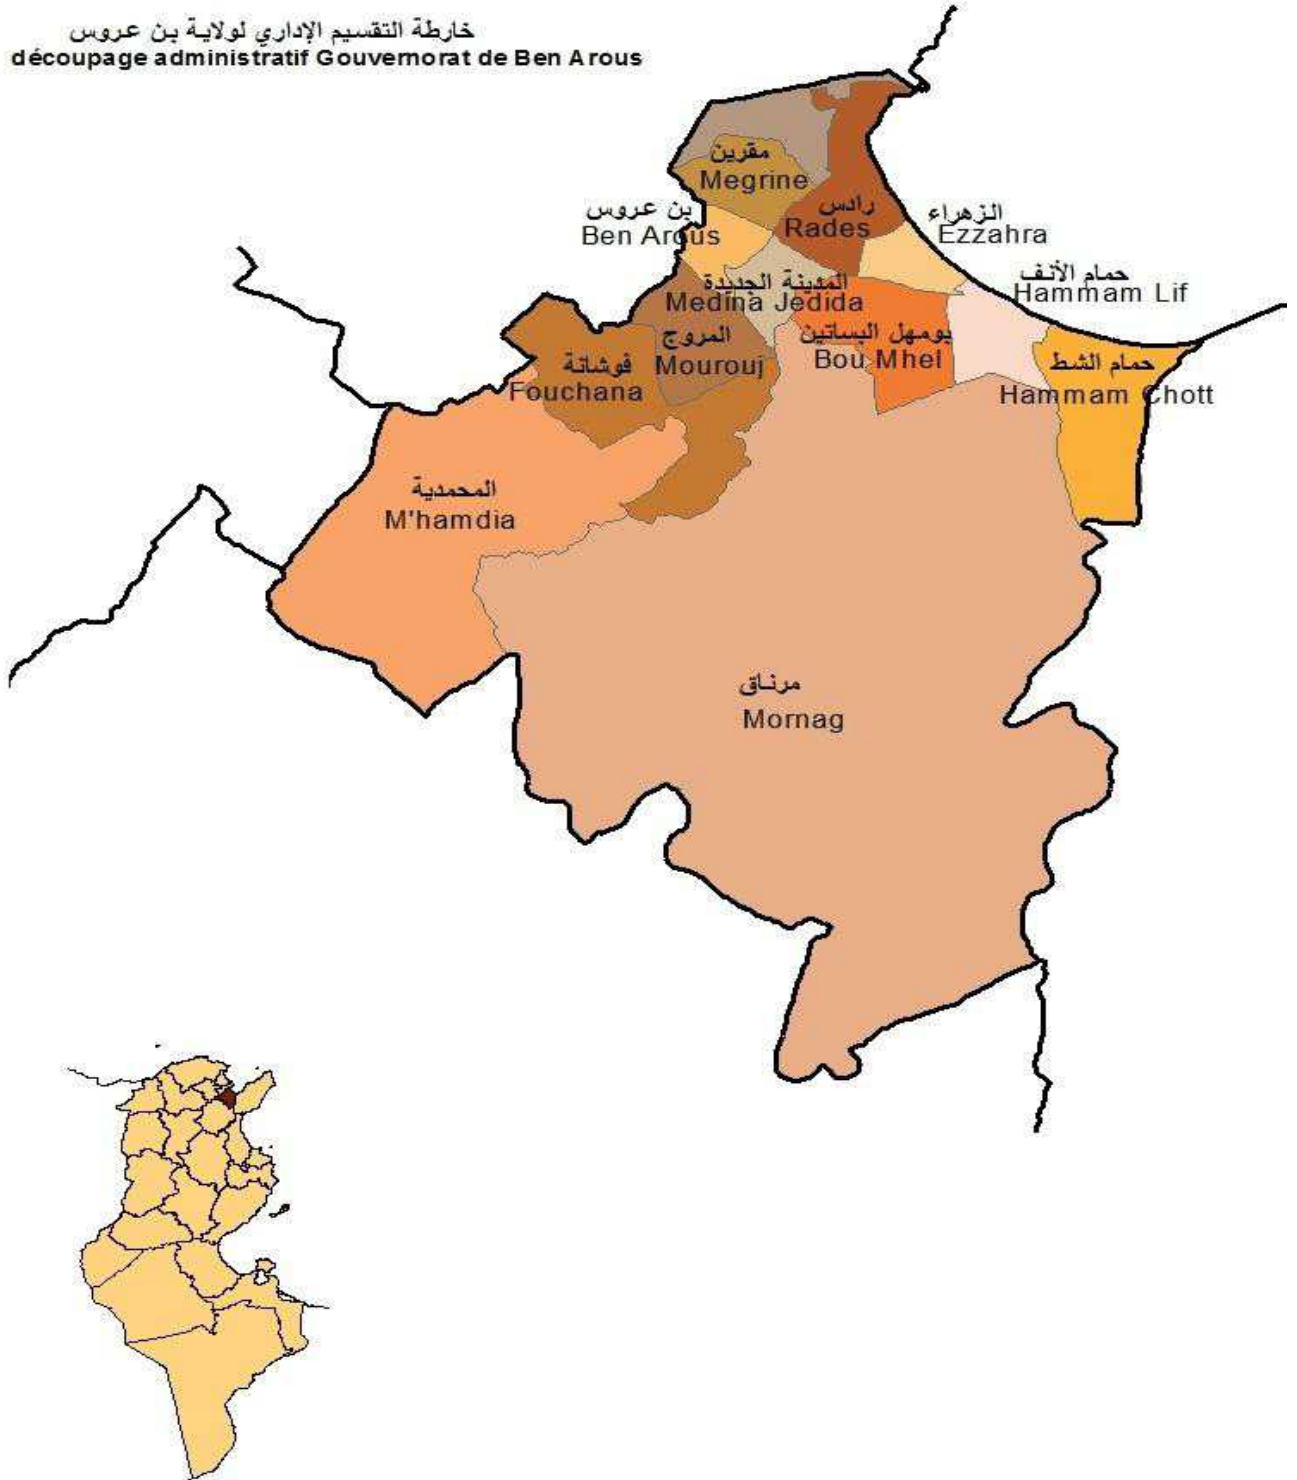 خارطة التقسيم الإداري لولاية بن عروس
découpage administratif Gouvernorat de Ben Arous
مقرين
Megrine
رادس
Rades
بن عروس
Ben Arous
الزهراء
Ezzahra
المدينة الجديدة
Medina Jedida
حمام الأنف
Hammam Lif
المروج
Mourouj
بومهل البساتين
Bou Mhel
فوشانة
Fouchana
حمام الشط
Hammam Chott
المحمدية
M'hamdia
مرناق
Mornag